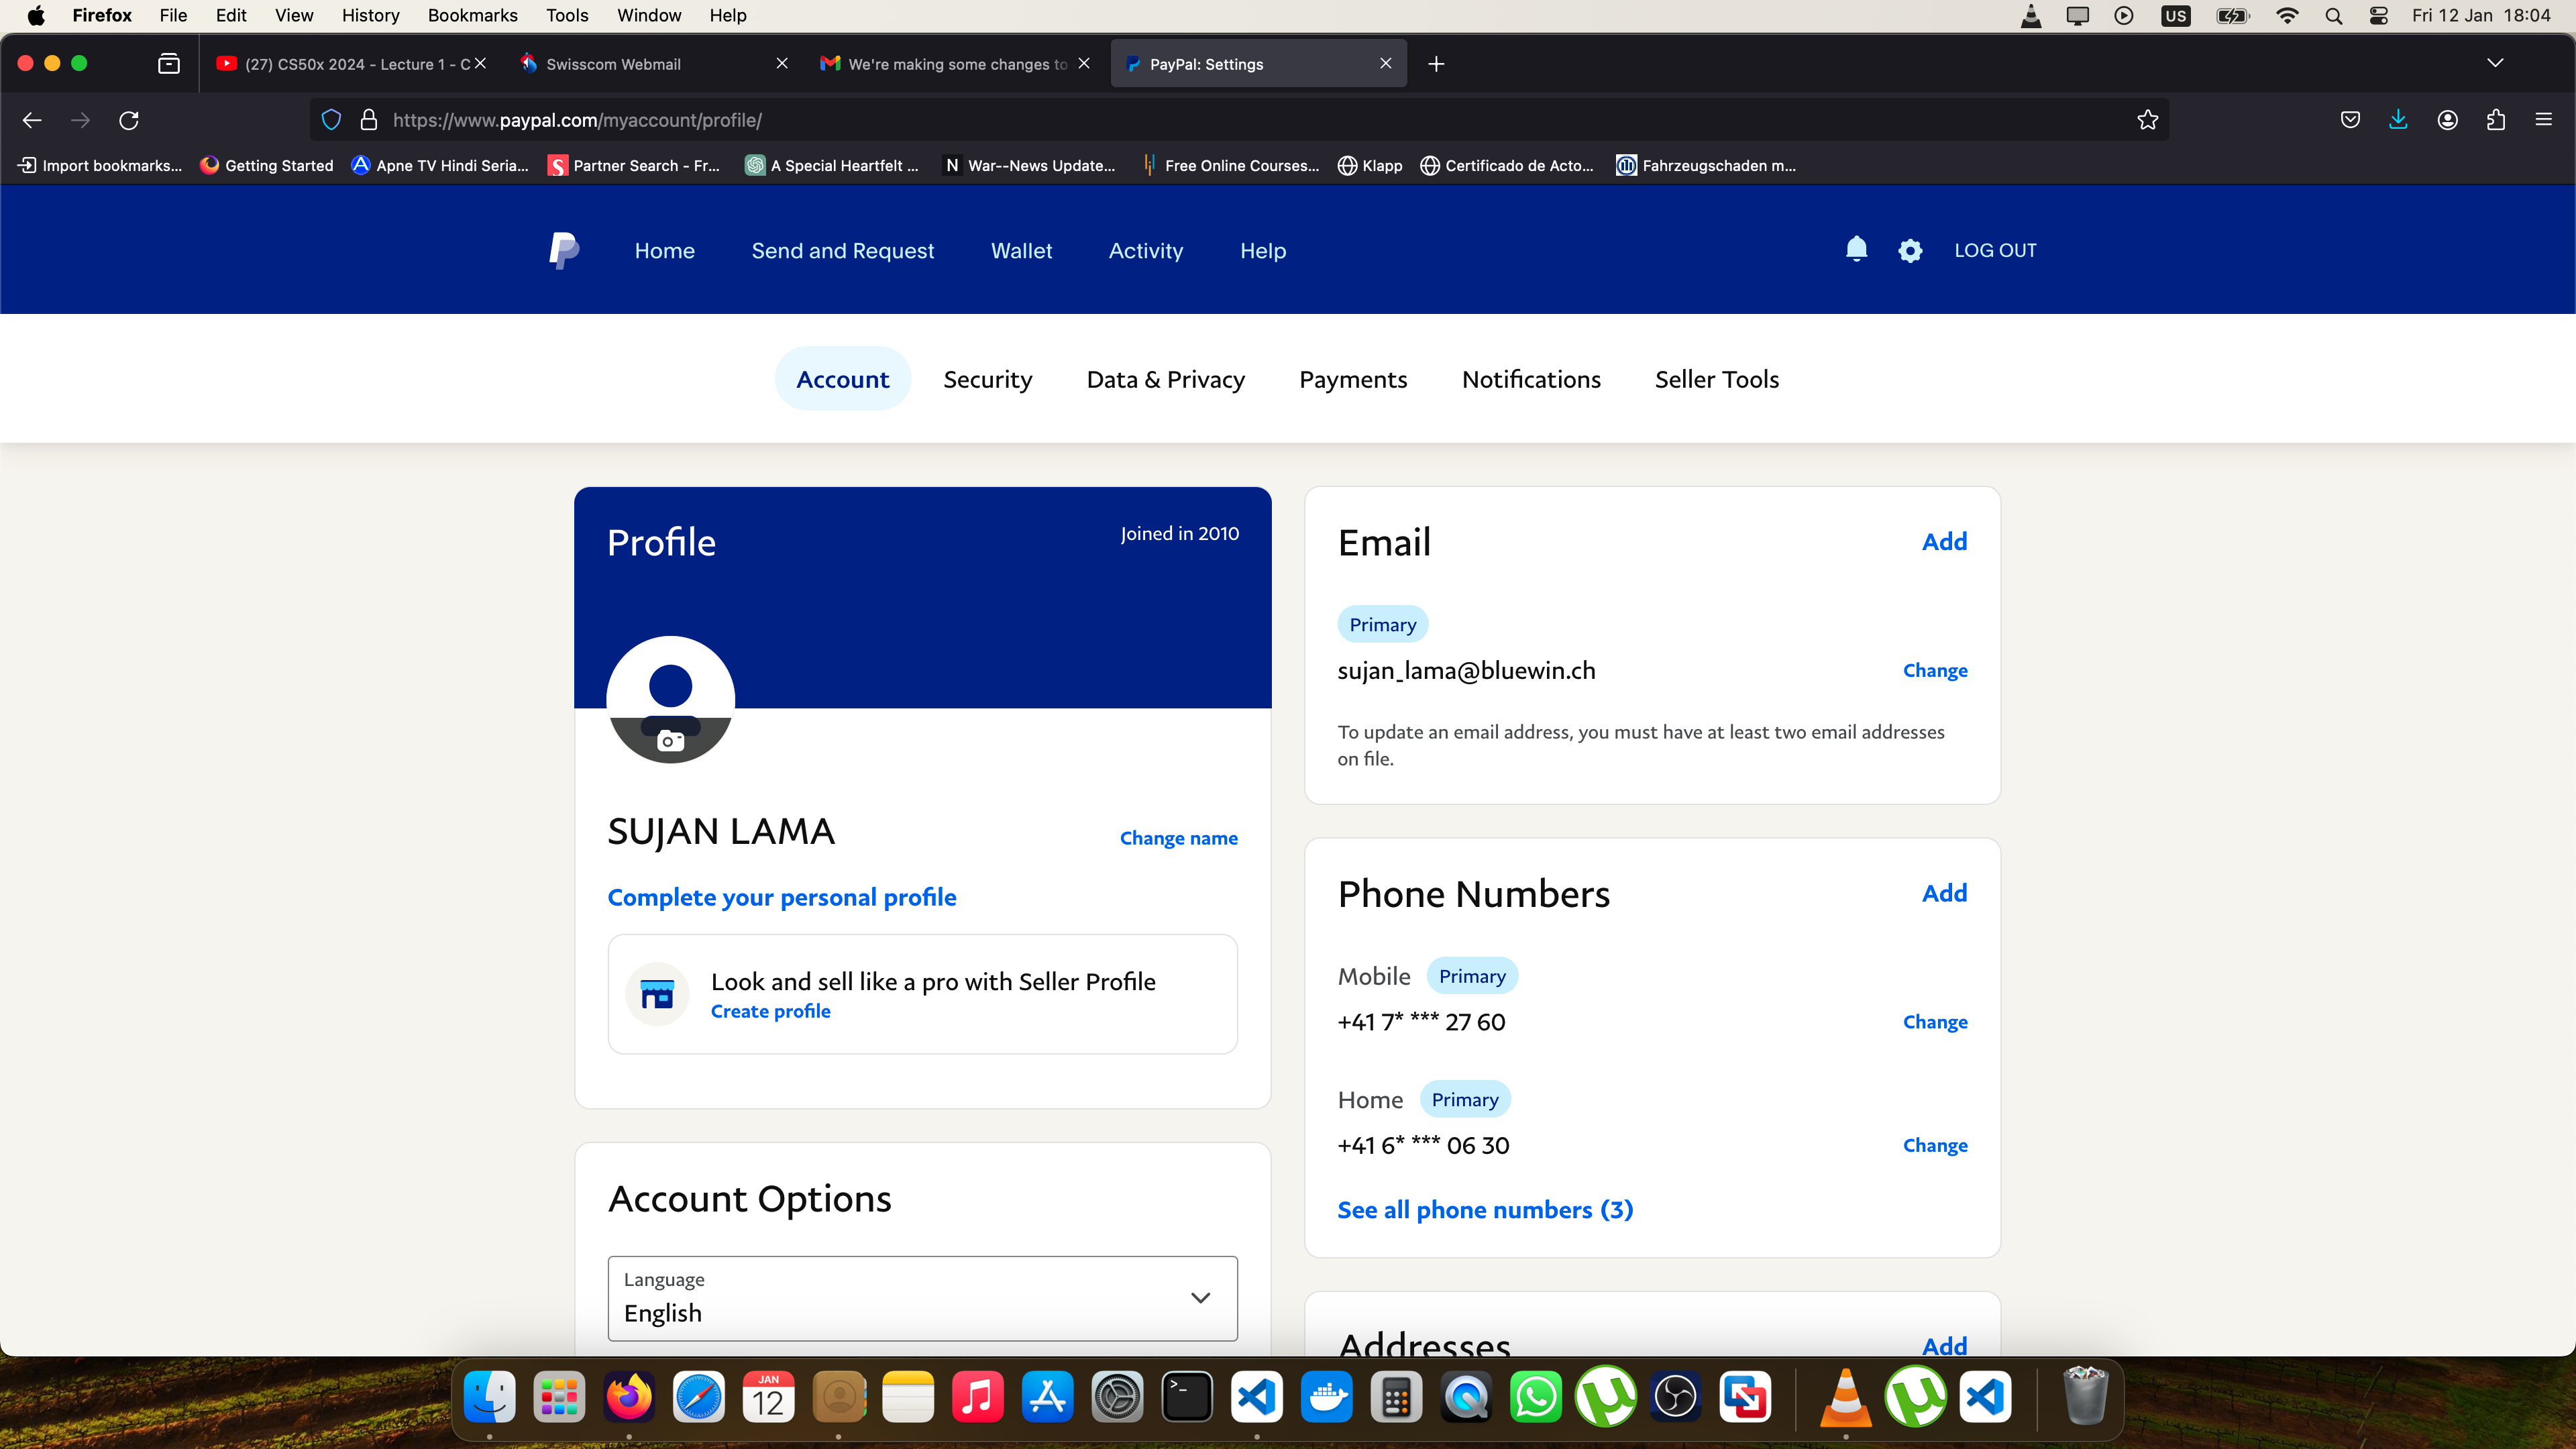 Firefox File Edit View History Bookmarks Tools Window Help US Fri 12 Jan 18:04
(27) CS50x 2024 - Lecture 1 - C Swisscom Webmail We're making some changes to PayPal: Settings
https://www.paypal.com/myaccount/profile/
Import bookmarks... Getting Started Apne TV Hindi Seria... Partner Search - Fr... A Special Heartfelt ... War--News Update... Free Online Courses... Klapp Certificado de Acto... Fahrzeugschaden m...
Home Send and Request Wallet Activity Help LOG OUT
Account Security Data & Privacy Payments Notifications Seller Tools
Profile Joined in 2010
SUJAN LAMA Change name
Complete your personal profile
Look and sell like a pro with Seller Profile
Create profile
Account Options
Language
English
Email Add
Primary
sujan_lama@bluewin.ch Change
To update an email address, you must have at least two email addresses
on file.
Phone Numbers Add
Mobile Primary
+41 7* *** 27 60 Change
Home Primary
+41 6* *** 06 30 Change
See all phone numbers (3)
Addresses Add
JAN
12